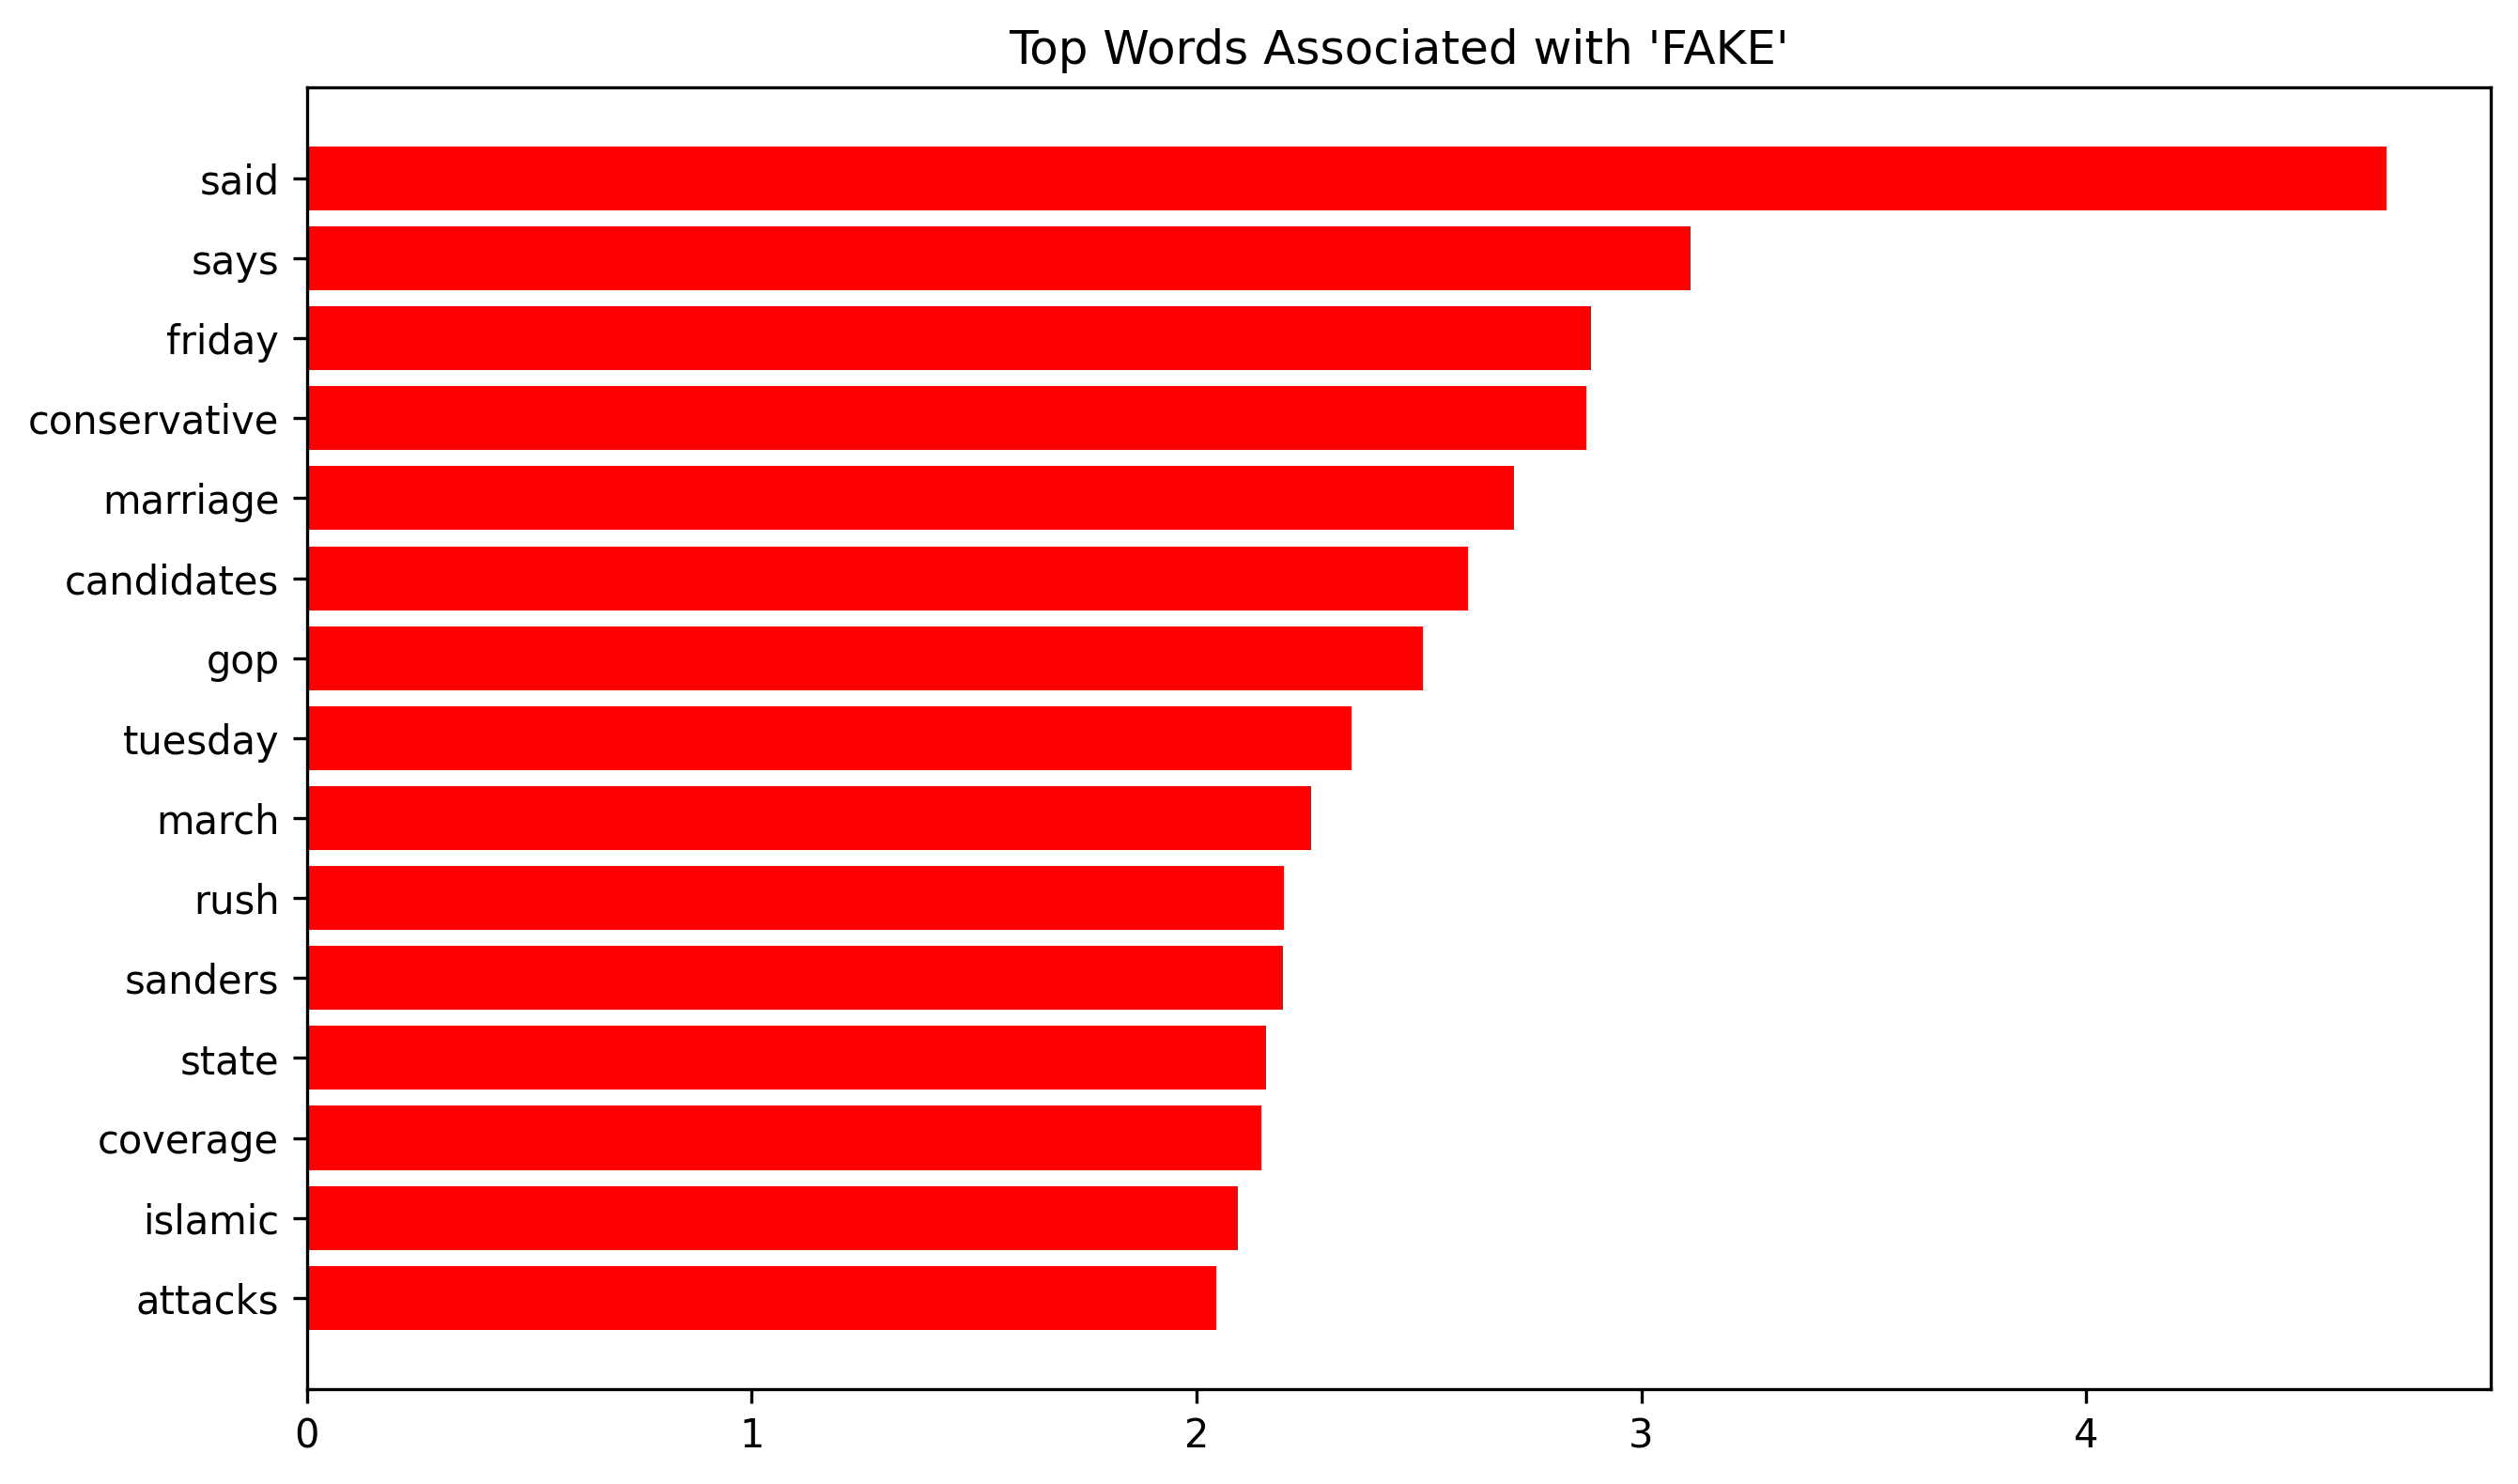 Top Words Associated with 'FAKE'
said
says
friday
conservative
marriage
candidates
gop
tuesday
march
rush
sanders
state
coverage
islamic
attacks
0 1 2 3 4